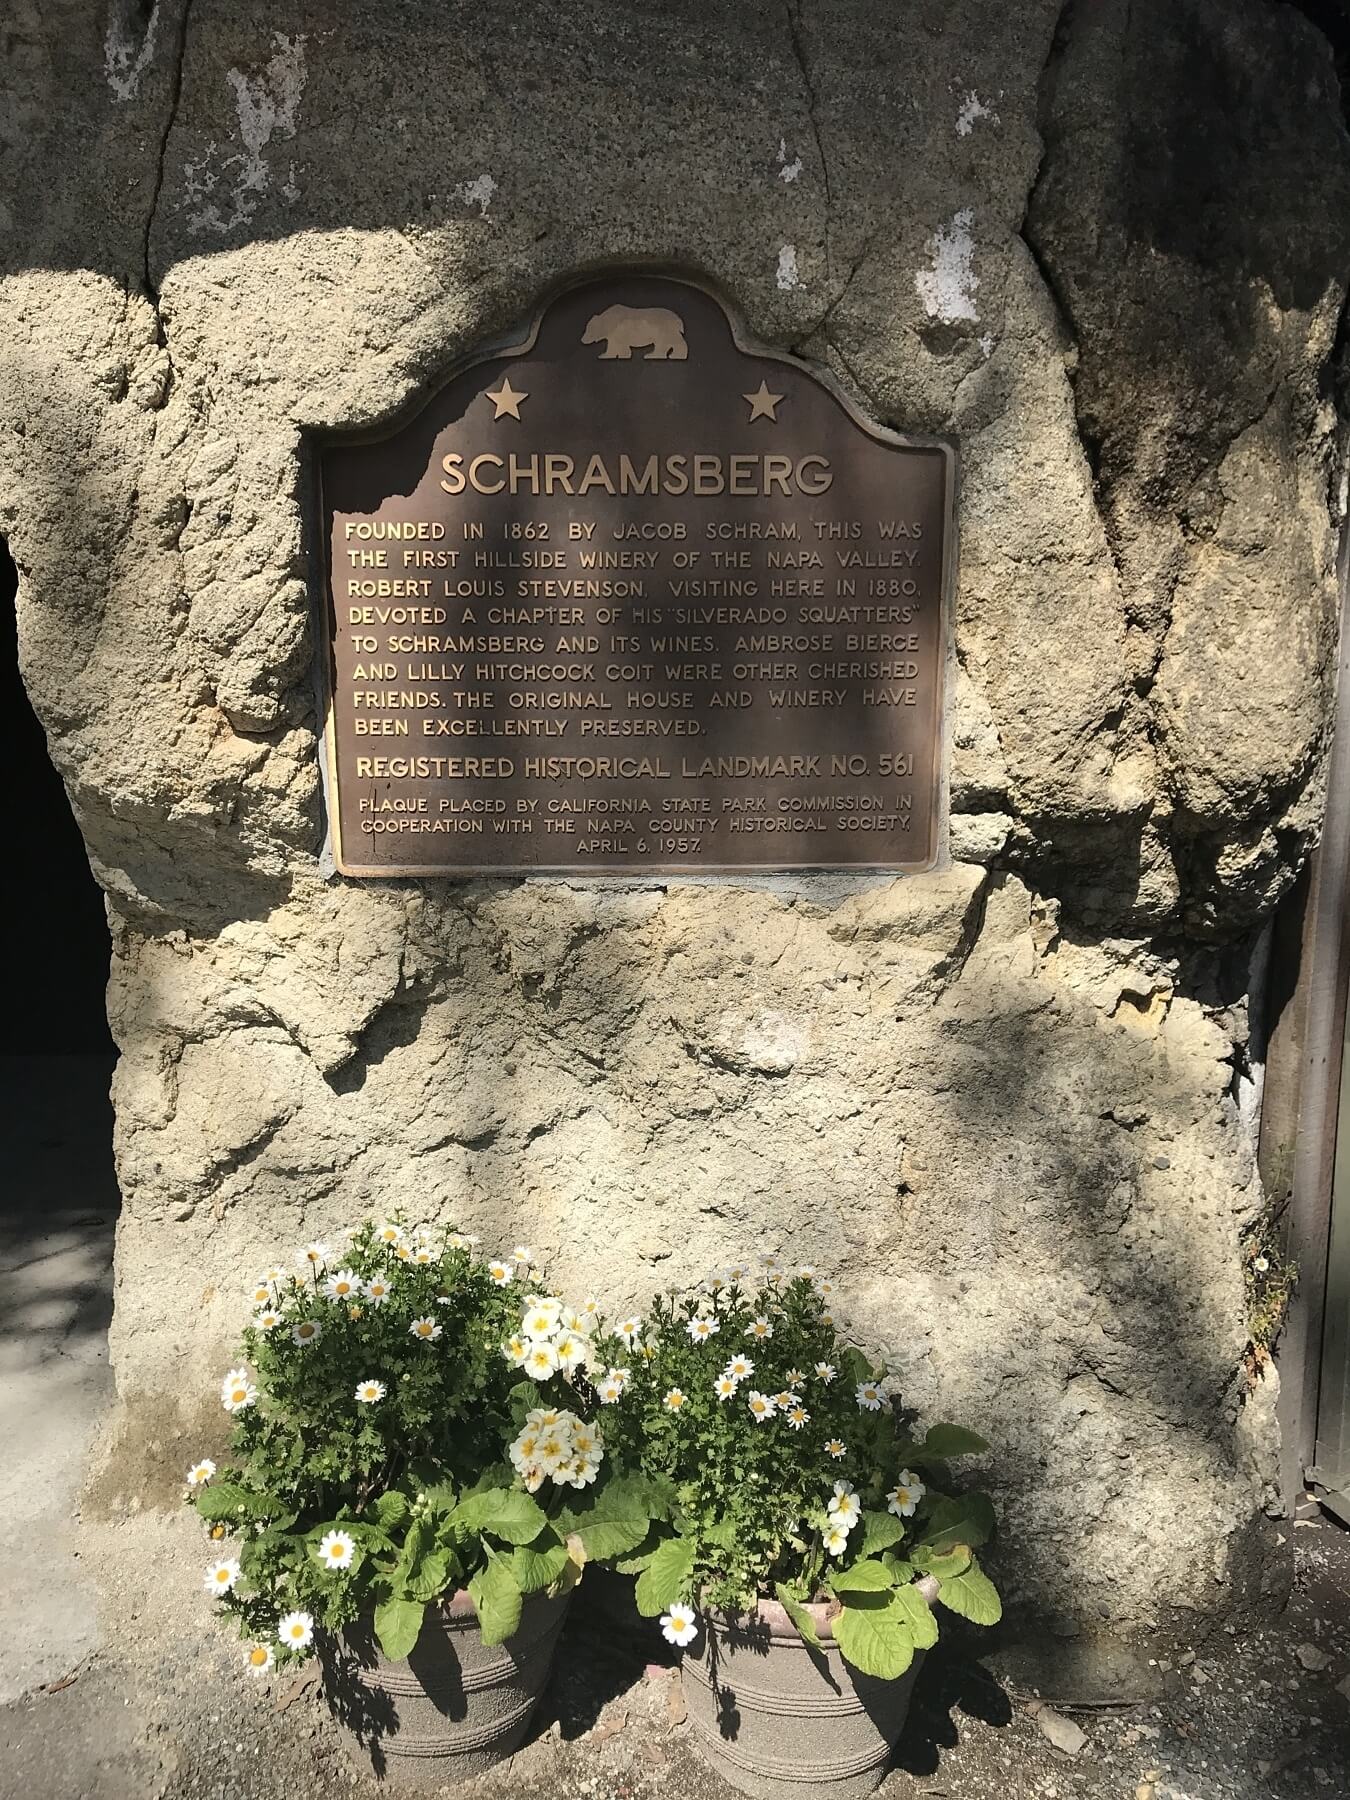 SCHRAMSBERG
FOUNDED IN 1862 BY JACOB SCHRAM, THIS WAS
THE FIRST HILLSIDE WINERY OF THE NAPA VALLEY.
ROBERT LOUIS STEVENSON, VISITING HERE IN 1880,
DEVOTED A CHAPTER OF HIS "SILVERADO SQUATTERS"
TO SCHRAMSBERG AND ITS WINES. AMBROSE BIERCE
AND LILLY HITCHCOCK COIT WERE OTHER CHERISHED
FRIENDS. THE ORIGINAL HOUSE AND WINERY HAVE
BEEN EXCELLENTLY PRESERVED.
REGISTERED HISTORICAL LANDMARK NO. 561
PLAQUE PLACED BY CALIFORNIA STATE PARK COMMISSION IN
COOPERATION WITH THE NAPA COUNTY HISTORICAL SOCIETY,
APRIL 6, 1957.